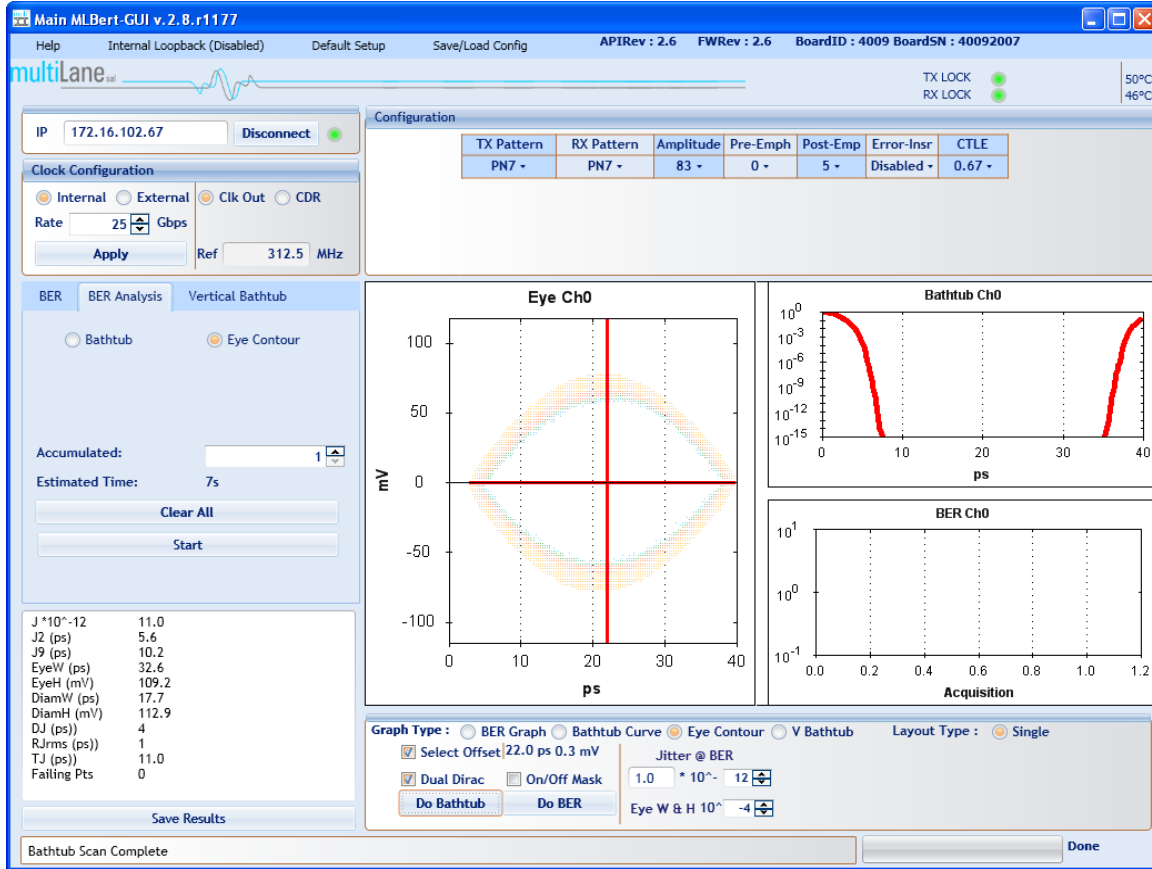 Main MLBert-GUI v.2.8.r1177
Help Internal Loopback (Disabled) Default Setup Save/Load Config APIRev : 2.6 FWRev : 2.6 BoardID : 4009 BoardSN : 40092007
multiLane sal
TX LOCK 50°C
RX LOCK 46°C
IP 172.16.102.67 Disconnect
Clock Configuration
Internal External Clk Out CDR
Rate 25 Gbps
Apply Ref 312.5 MHz
Configuration
TX Pattern RX Pattern Amplitude Pre-Emph Post-Emp Error-Insr CTLE
PN7 PN7 83 0 5 Disabled 0.67
BER BER Analysis Vertical Bathtub
Bathtub Eye Contour
Accumulated: 1
Estimated Time: 7s
Clear All
Start
J *10^-12 11.0
J2 (ps) 5.6
J9 (ps) 10.2
EyeW (ps) 32.6
EyeH (mV) 109.2
DiamW (ps) 17.7
DiamH (mV) 112.9
DJ (ps)) 4
RJrms (ps)) 1
TJ (ps)) 11.0
Failing Pts 0
Save Results
Eye Ch0
100
50
0
-50
-100
mV
0 10 20 30 40
ps
Bathtub Ch0
10^0
10^-3
10^-6
10^-9
10^-12
10^-15
0 10 20 30 40
ps
BER Ch0
10^1
10^0
10^-1
0.0 0.2 0.4 0.6 0.8 1.0 1.2
Acquisition
Graph Type : BER Graph Bathtub Curve Eye Contour V Bathtub Layout Type : Single
Select Offset 22.0 ps 0.3 mV Jitter @ BER
Dual Dirac On/Off Mask 1.0 * 10^- 12
Do Bathtub Do BER Eye W & H 10^ -4
Bathtub Scan Complete Done